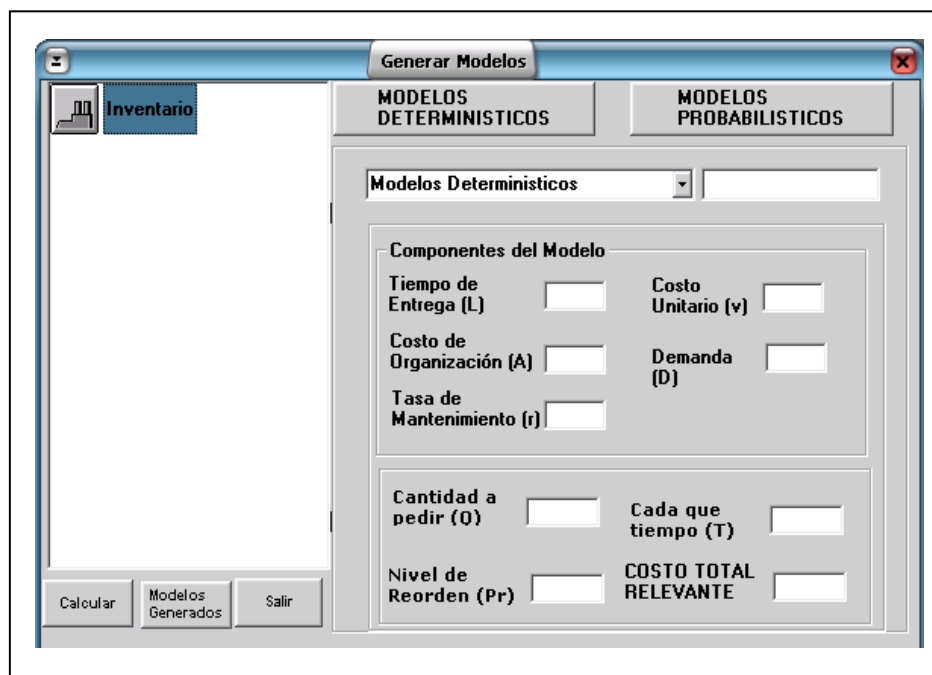 Generar Modelos
Inventario
MODELOS
DETERMINISTICOS
MODELOS
PROBABILISTICOS
Modelos Deterministicos
Componentes del Modelo
Tiempo de
Entrega (L)
Costo
Unitario (v)
Costo de
Organización (A)
Demanda
(D)
Tasa de
Mantenimiento (r)
Cantidad a
pedir (Q)
Cada que
tiempo (T)
Nivel de
Reorden (Pr)
COSTO TOTAL
RELEVANTE
Calcular
Modelos
Generados
Salir